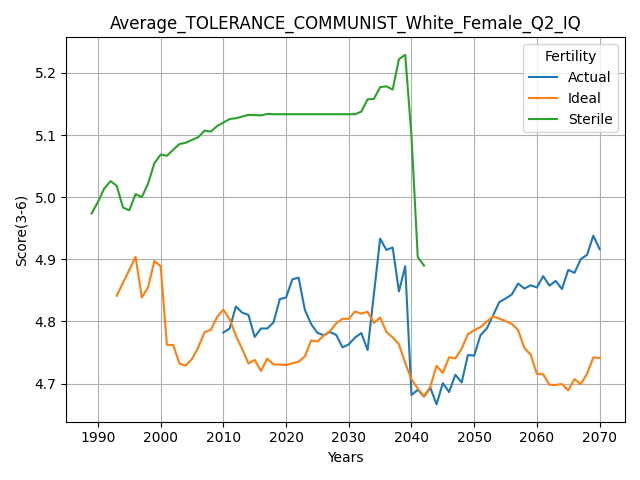 Average_TOLERANCE_COMMUNIST_White_Female_Q2_IQ
Fertility
Actual
Ideal
Sterile
Score(3-6)
5.2
5.1
5.0
4.9
4.8
4.7
1990 2000 2010 2020 2030 2040 2050 2060 2070
Years